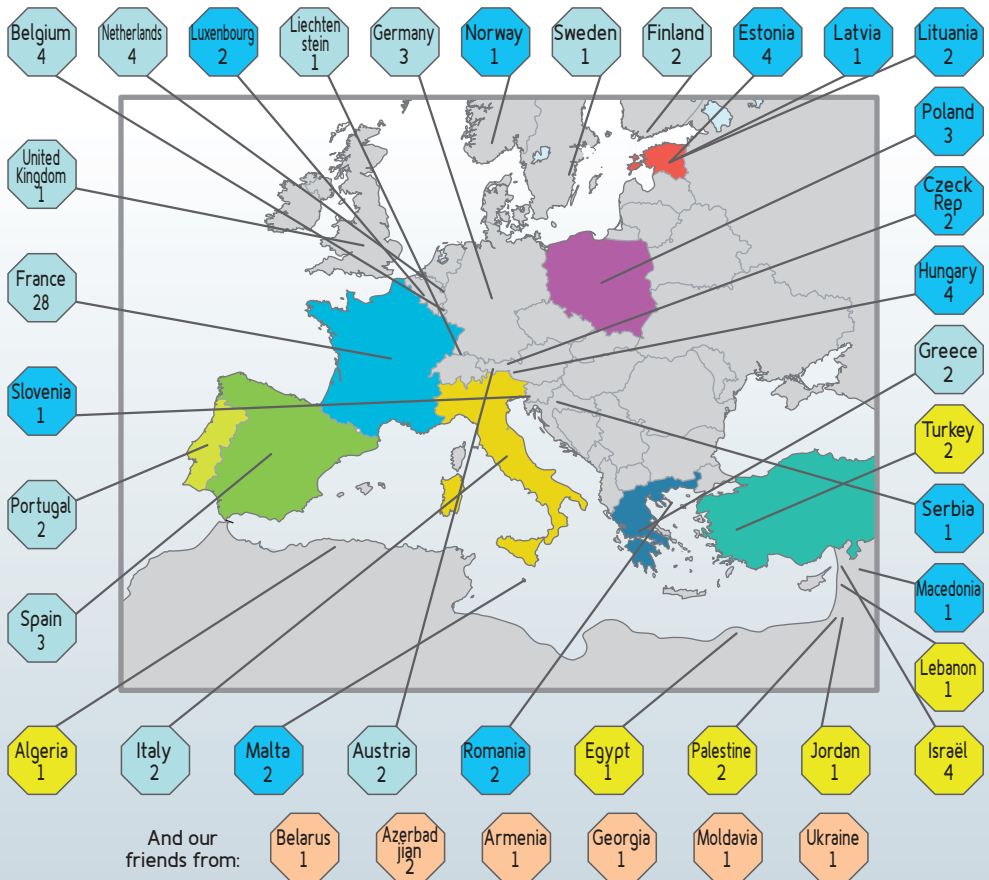 Belgium
4
Netherlands
4
Luxembourg
2
Liechten
stein
1
Germany
3
Norway
1
Sweden
1
Finland
2
Estonia
4
Latvia
1
Lituania
2
Poland
3
United
Kingdom
1
Czeck
Rep
2
France
28
Hungary
4
Greece
2
Slovenia
1
Turkey
2
Portugal
2
Serbia
1
Macedonia
1
Spain
3
Lebanon
1
Algeria
1
Italy
2
Malta
2
Austria
2
Romania
2
Egypt
1
Palestine
2
Jordan
1
Israël
4
And our
friends from:
Belarus
1
Azerbad
jian
2
Armenia
1
Georgia
1
Moldavia
1
Ukraine
1